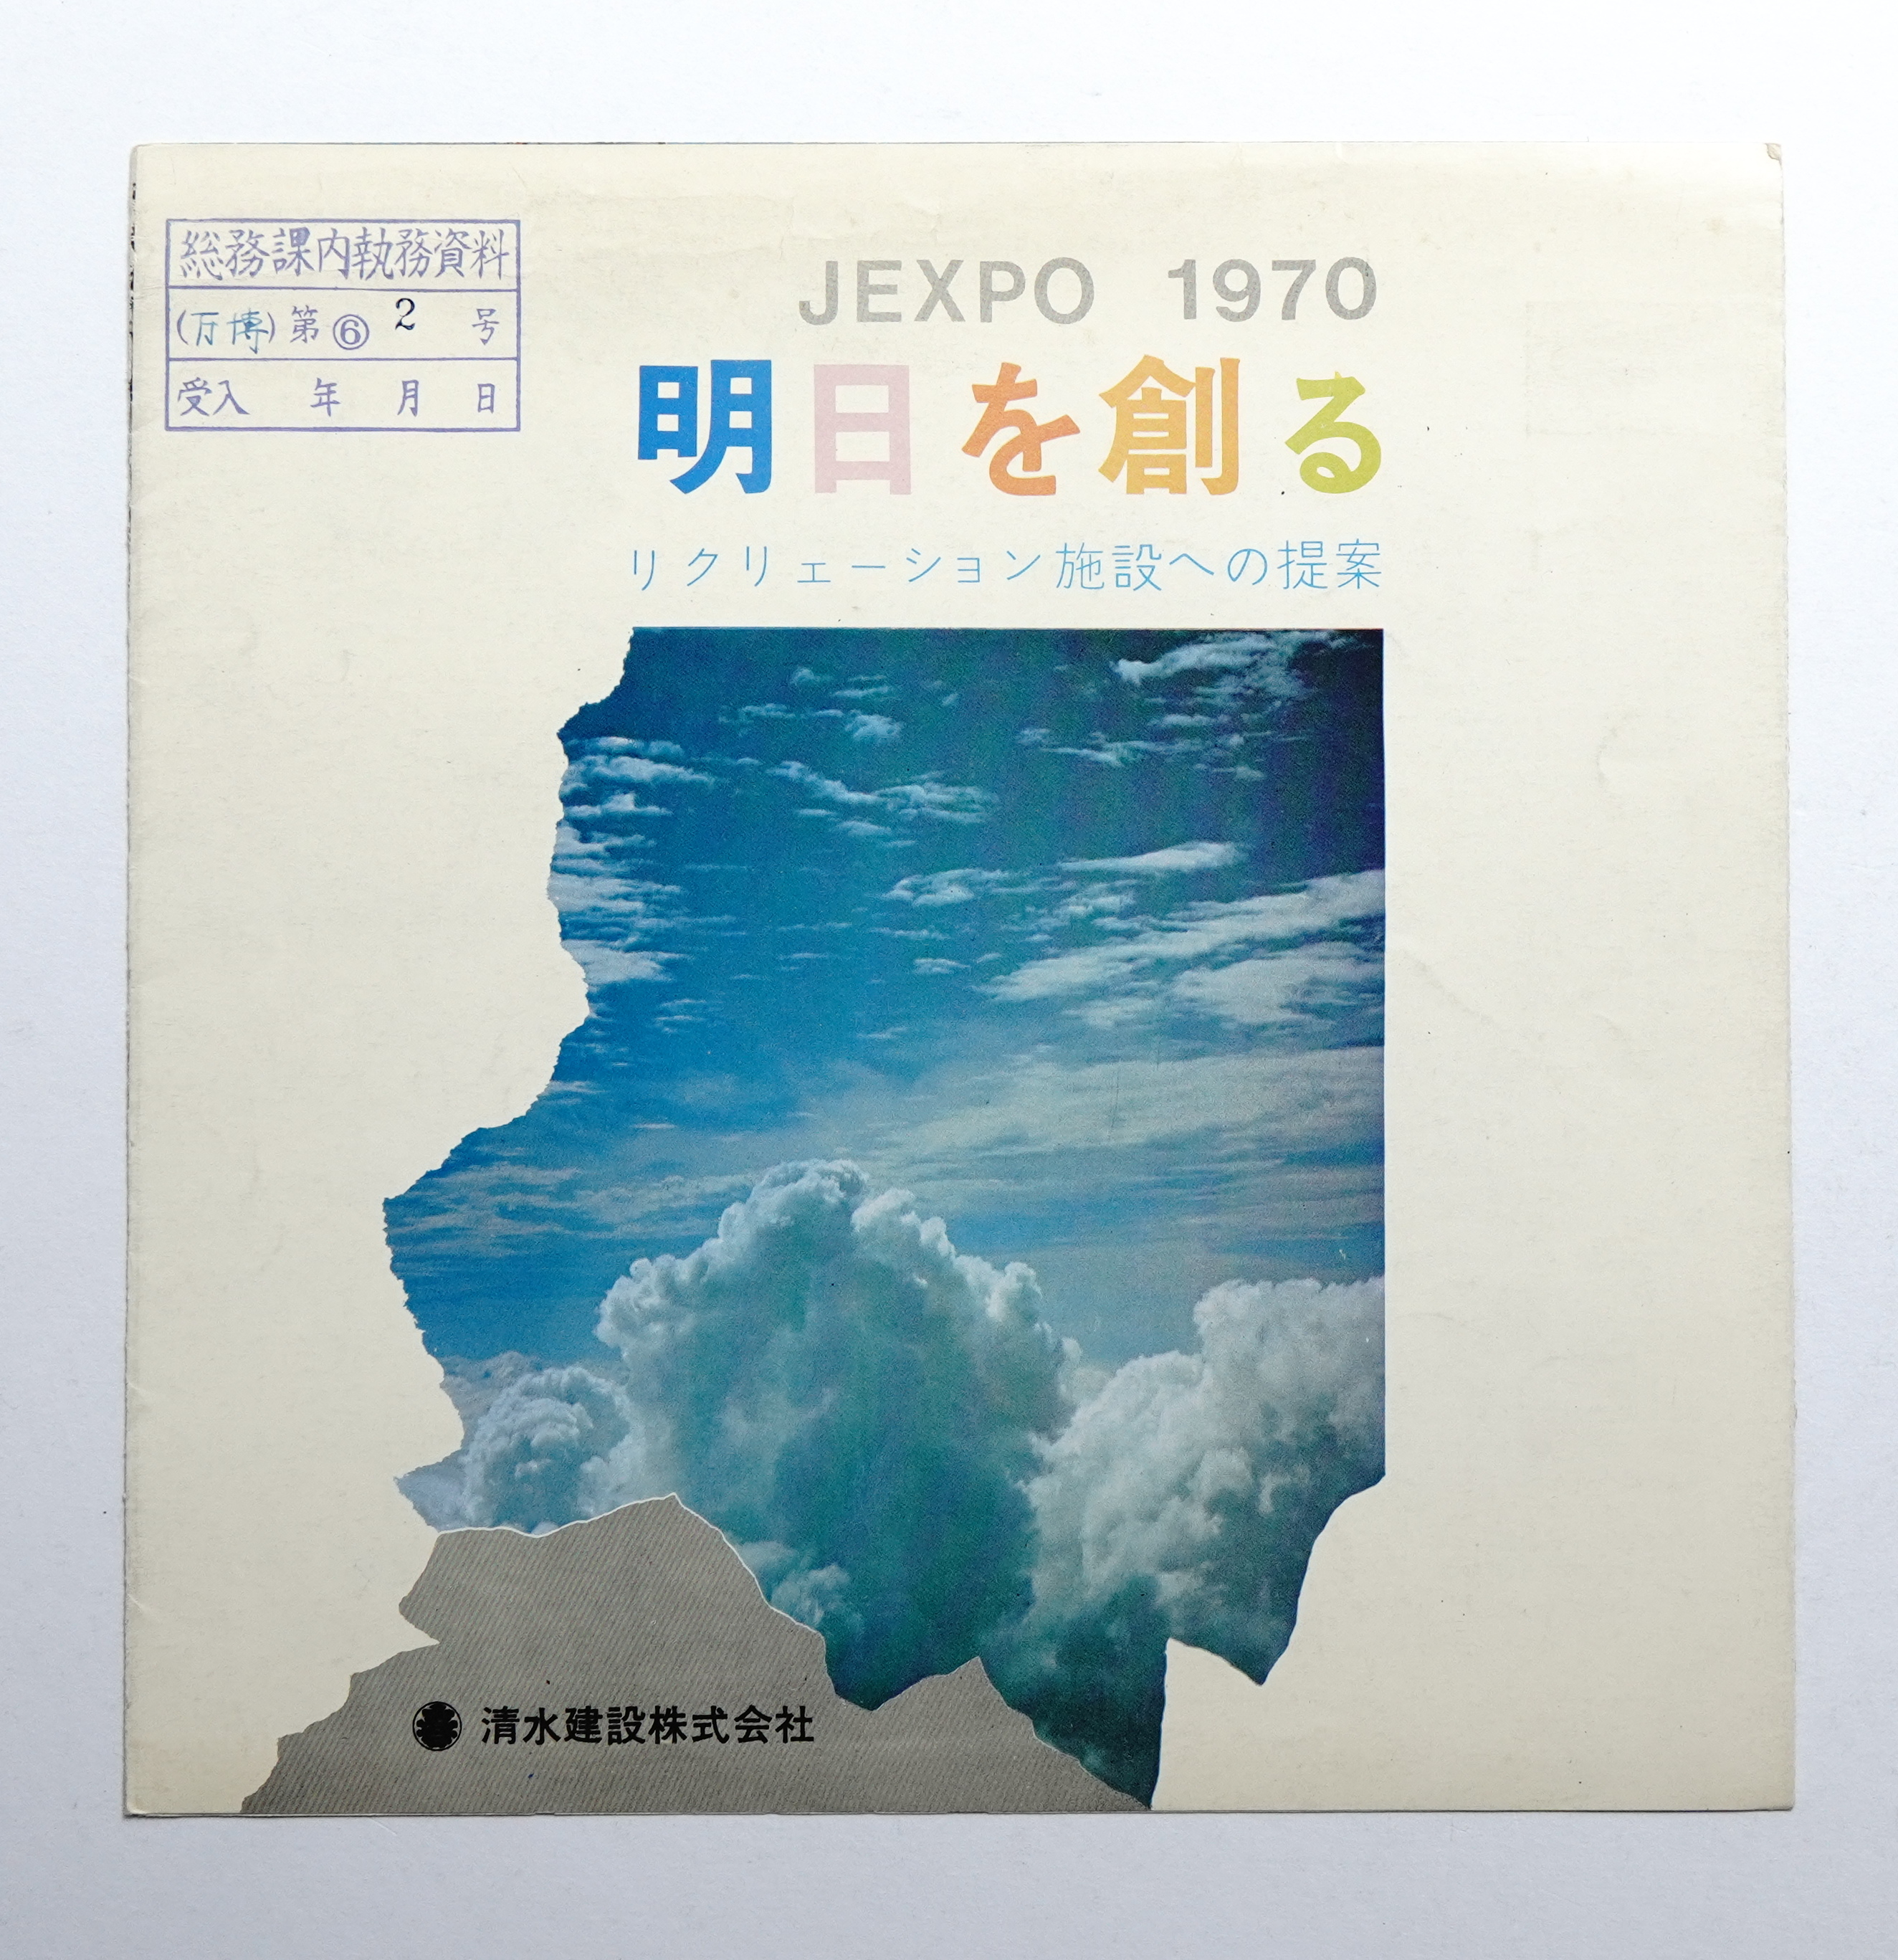 総務課内執務資料
(万博)第⑥2号
受入 年 月 日
JEXPO 1970
明日を創る
リクリェーション施設への提案
清水建設株式会社